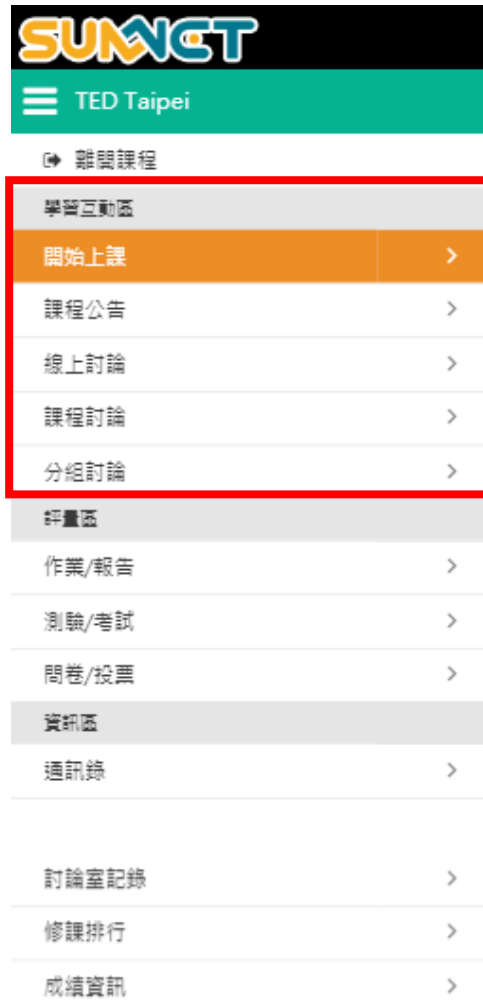 SUNNET
TED Taipei
離開課程
學習互動區
開始上課
課程公告
線上討論
課程討論
分組討論
評量區
作業/報告
測驗/考試
問卷/投票
資訊區
通訊錄
討論室記錄
修課排行
成績資訊